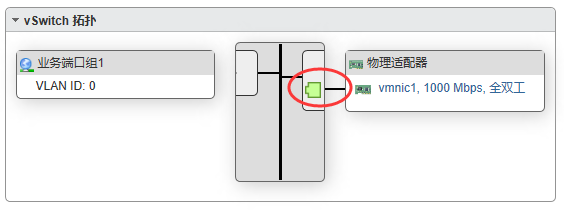 vSwitch 拓扑
业务端口组1
VLAN ID: 0
物理适配器
vmnic1, 1000 Mbps, 全双工